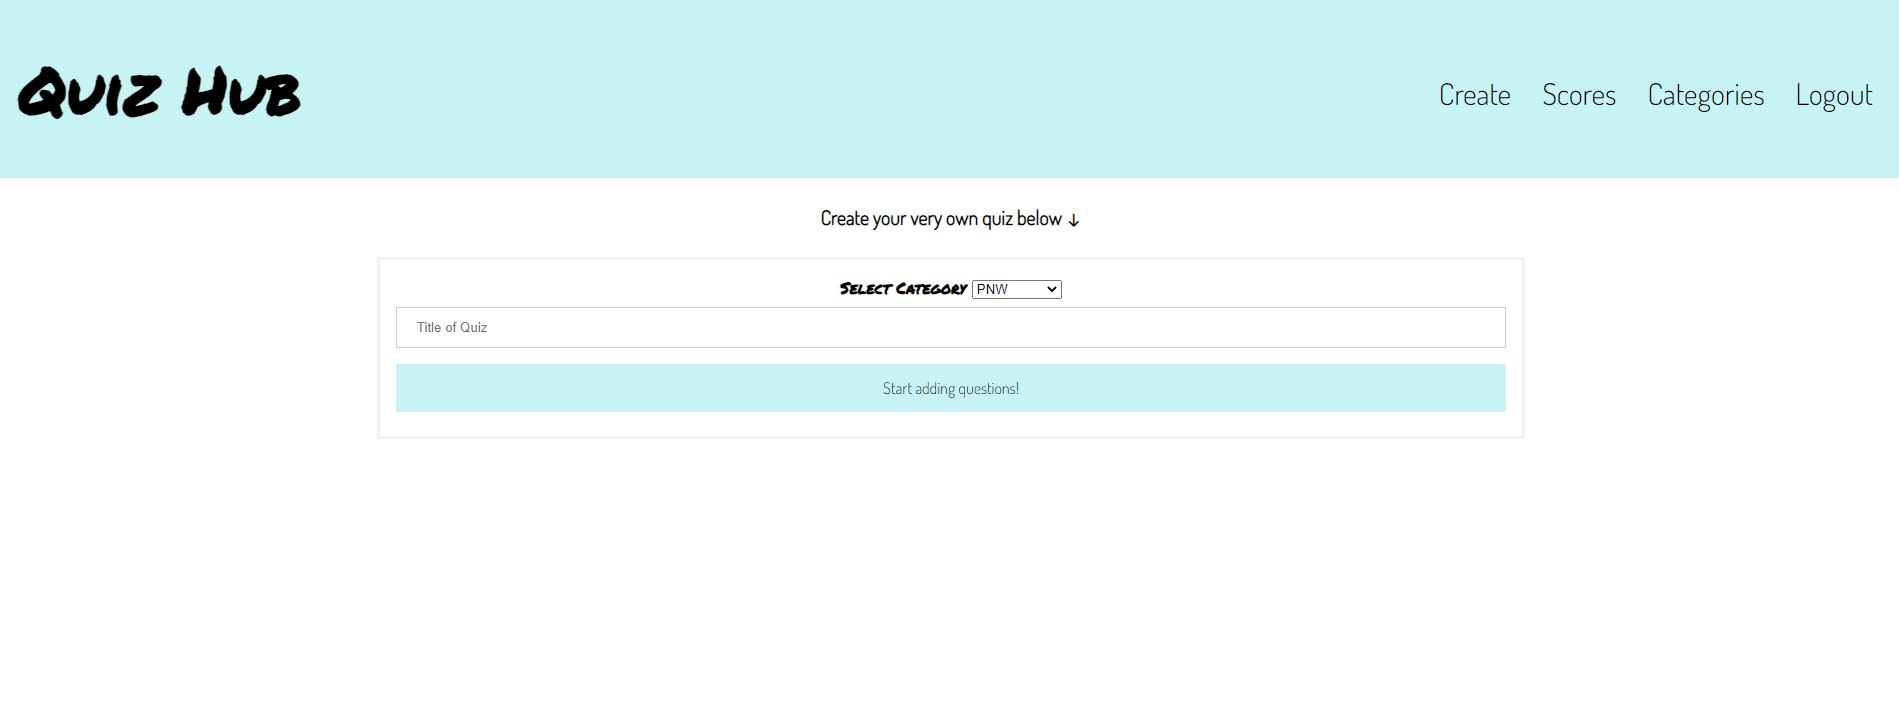 Quiz Hub
Create Scores Categories Logout
Create your very own quiz below ↓
Select Category PNW
Title of Quiz
Start adding questions!